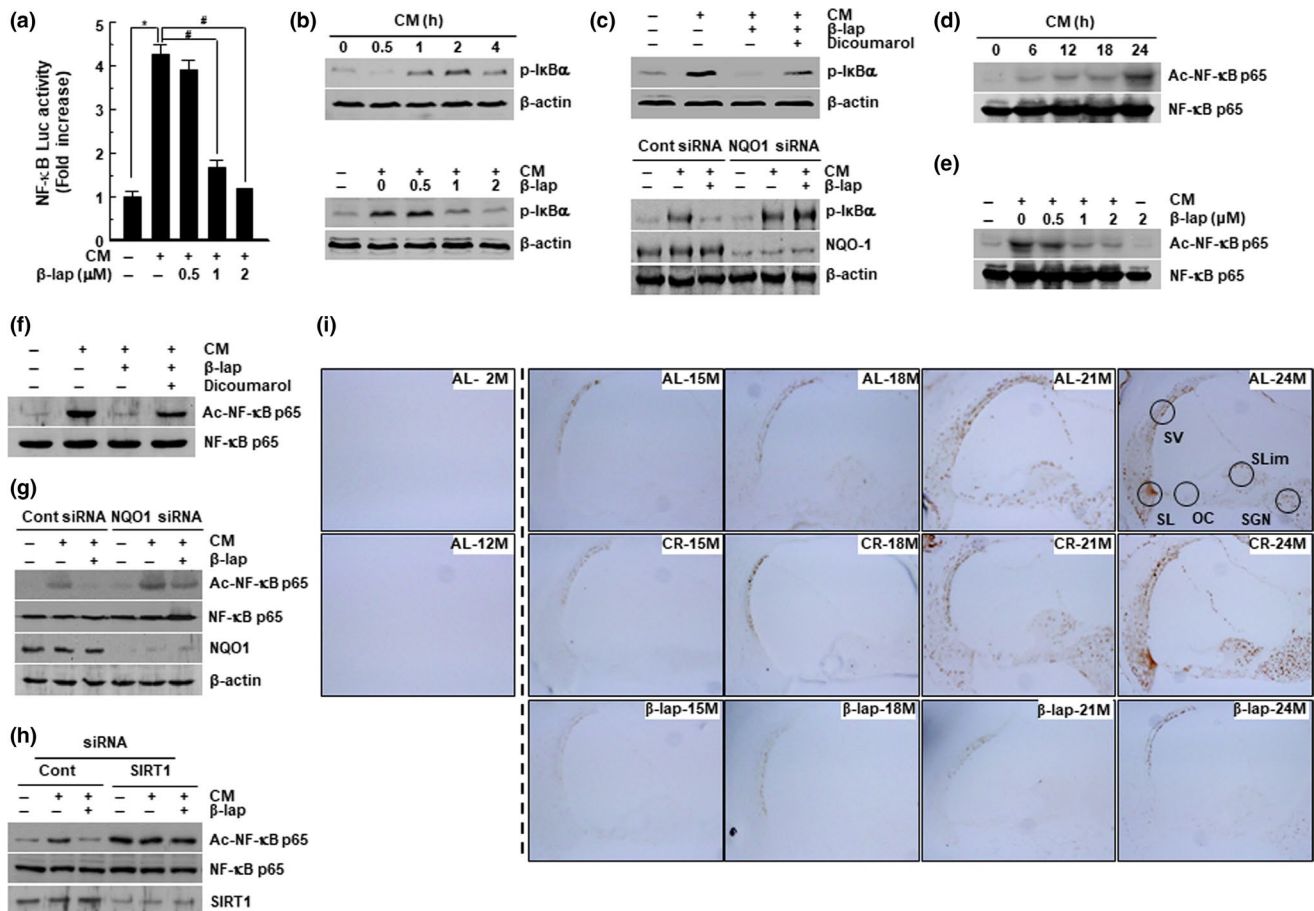 (a)
NF-κB Luc activity
(Fold increase)
5
4
3
2
1
0
* # #
CM – + + + +
β-lap (μM) – – 0.5 1 2
(b)
CM (h)
0 0.5 1 2 4
p-IκBα
β-actin
– + + + + CM
– 0 0.5 1 2 β-lap
p-IκBα
β-actin
(c)
– + + + CM
– – + + β-lap
– – – + Dicoumarol
p-IκBα
β-actin
Cont siRNA NQO1 siRNA
– + + – + + CM
– – + – – + β-lap
p-IκBα
NQO-1
β-actin
(d)
CM (h)
0 6 12 18 24
Ac-NF-κB p65
NF-κB p65
(e)
– + + + + – CM
– 0 0.5 1 2 2 β-lap (μM)
Ac-NF-κB p65
NF-κB p65
(f)
– + + + CM
– – + + β-lap
– – – + Dicoumarol
Ac-NF-κB p65
NF-κB p65
(g)
Cont siRNA NQO1 siRNA
– + + – + + CM
– – + – – + β-lap
Ac-NF-κB p65
NF-κB p65
NQO1
β-actin
(h)
siRNA
Cont SIRT1
– + + – + + CM
– – + – – + β-lap
Ac-NF-κB p65
NF-κB p65
SIRT1
(i)
AL- 2M AL-15M AL-18M AL-21M AL-24M
SV
SLim
SL OC SGN
AL-12M CR-15M CR-18M CR-21M CR-24M
β-lap-15M β-lap-18M β-lap-21M β-lap-24M